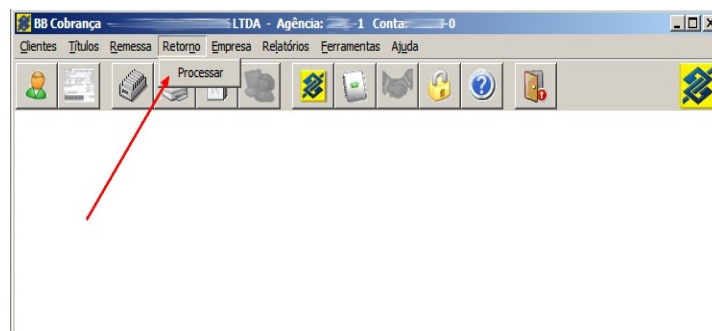 BB Cobrança - LTDA - Agência: -1 Conta: -0
Clientes Títulos Remessa Retorno Empresa Relatórios Ferramentas Ajuda
Processar